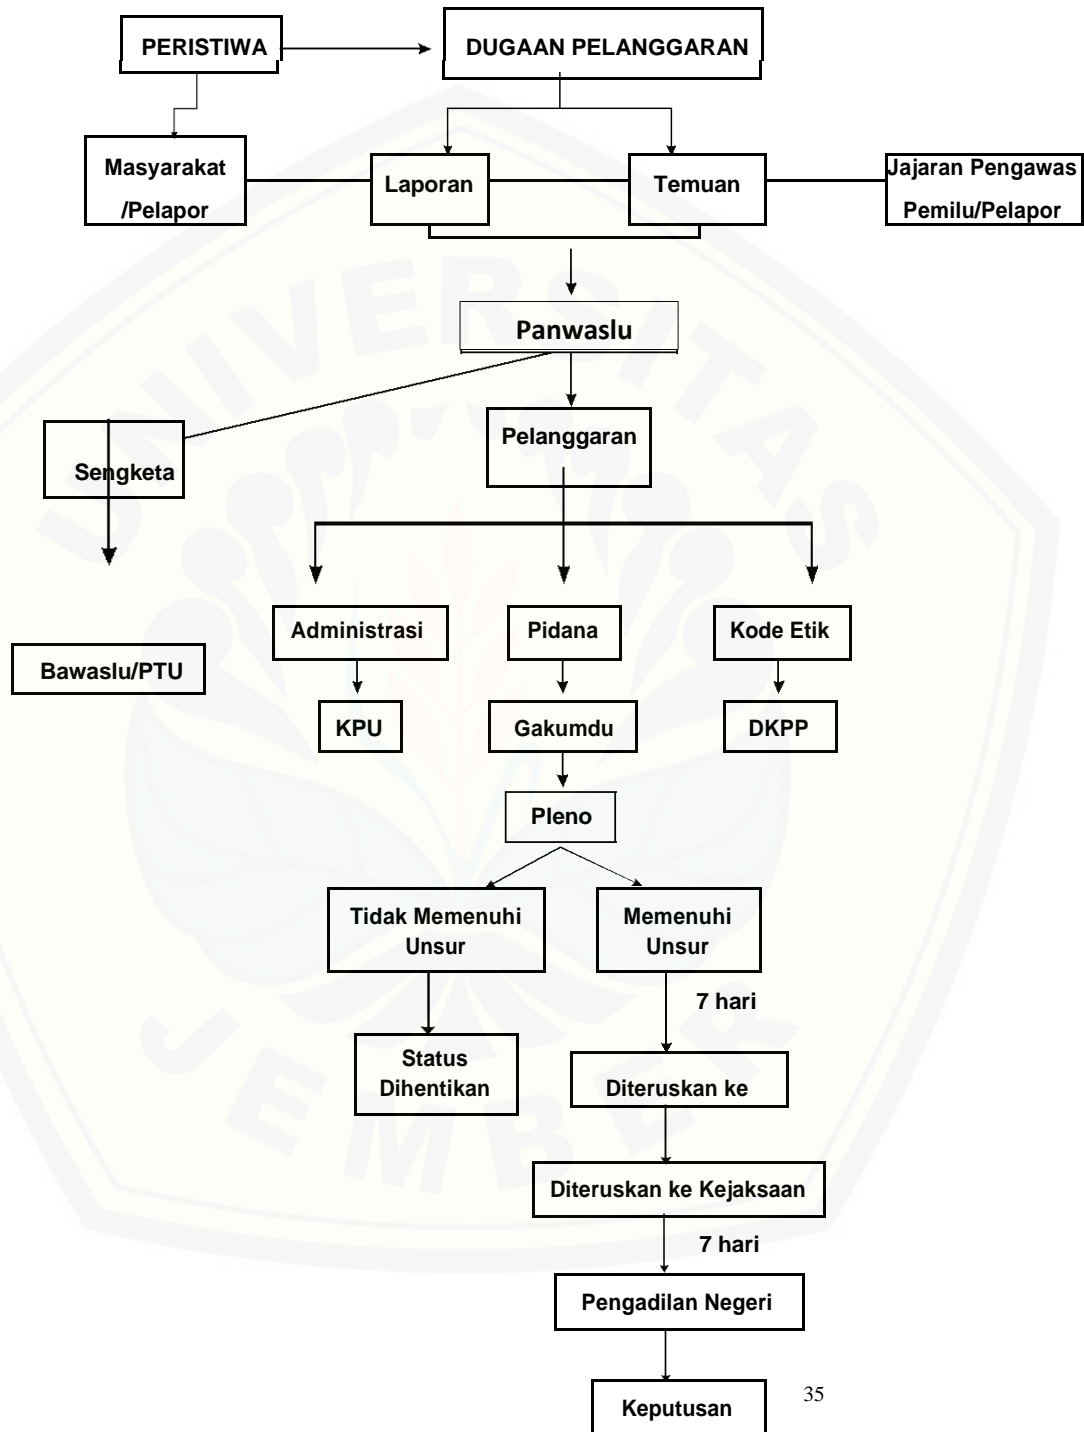 PERISTIWA
DUGAAN PELANGGARAN
Masyarakat
/Pelapor
Laporan
Temuan
Jajaran Pengawas
Pemilu/Pelapor
Panwaslu
Sengketa
Pelanggaran
Administrasi
Pidana
Kode Etik
Bawaslu/PTU
KPU
Gakumdu
DKPP
Pleno
Tidak Memenuhi
Unsur
Memenuhi
Unsur
7 hari
Status
Dihentikan
Diteruskan ke
Diteruskan ke Kejaksaan
7 hari
Pengadilan Negeri
Keputusan
35
UNIVERSITAS
JEMBER